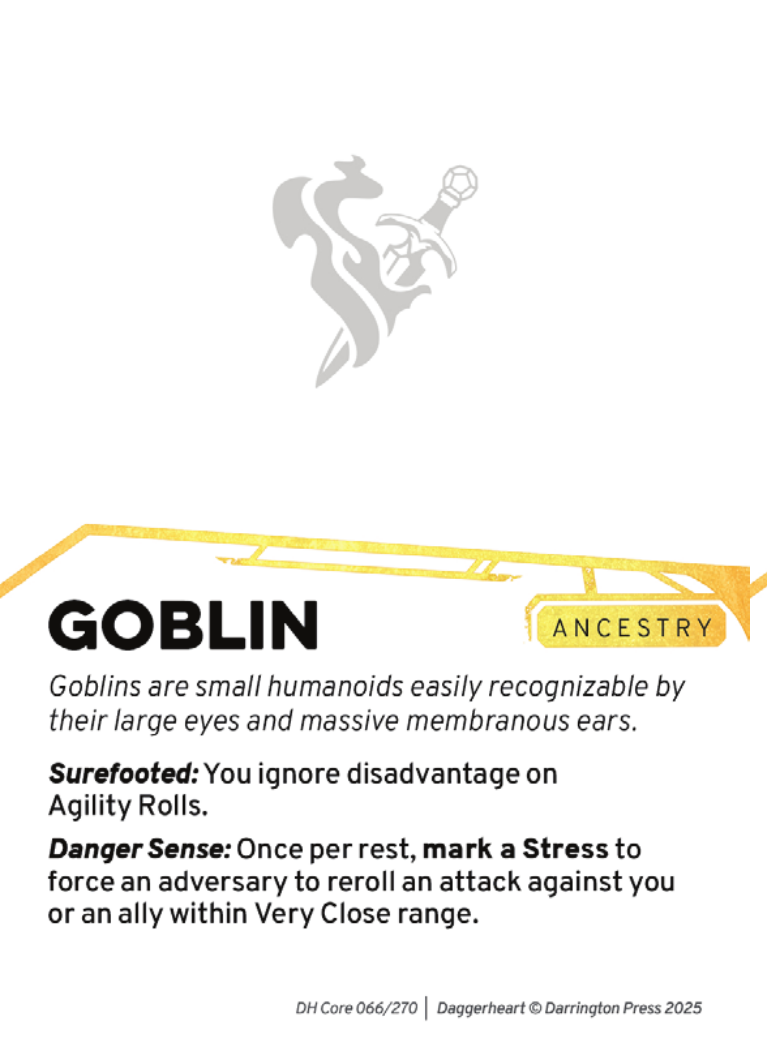 GOBLIN
ANCESTRY
Goblins are small humanoids easily recognizable by
their large eyes and massive membranous ears.
Surefooted: You ignore disadvantage on
Agility Rolls.
Danger Sense: Once per rest, mark a Stress to
force an adversary to reroll an attack against you
or an ally within Very Close range.
DH Core 066/270 | Daggerheart © Darrington Press 2025